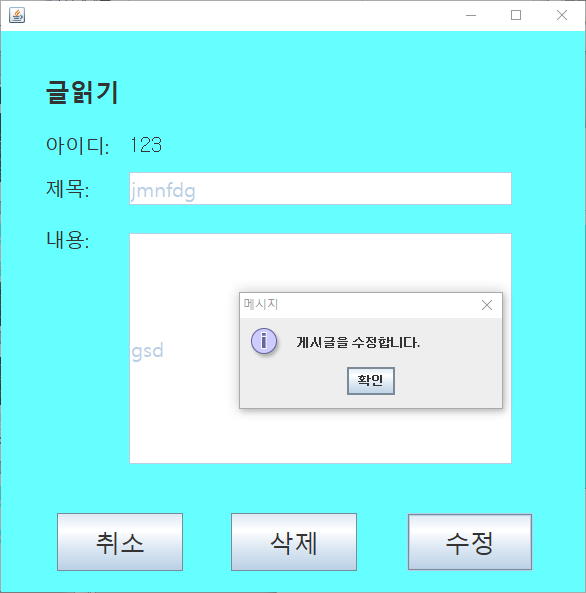 글읽기
아이디: 123
제목: jmnfdg
내용: gsd
메시지
게시글을 수정합니다.
확인
취소 삭제 수정